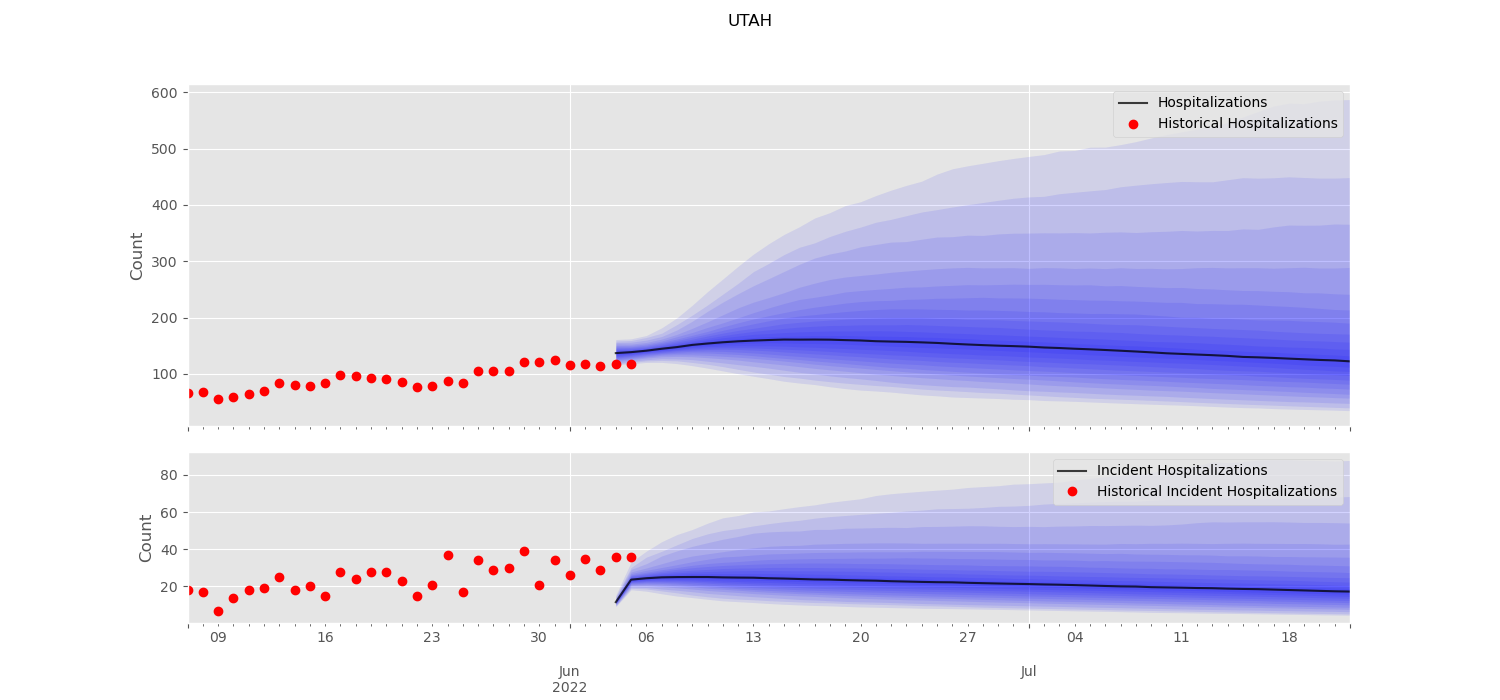 UTAH
600
500
400
300
200
100
Count
Hospitalizations
Historical Hospitalizations
80
60
40
20
Count
Incident Hospitalizations
Historical Incident Hospitalizations
09 16 23 30 06 13 20 27 04 11 18
Jun Jul
2022